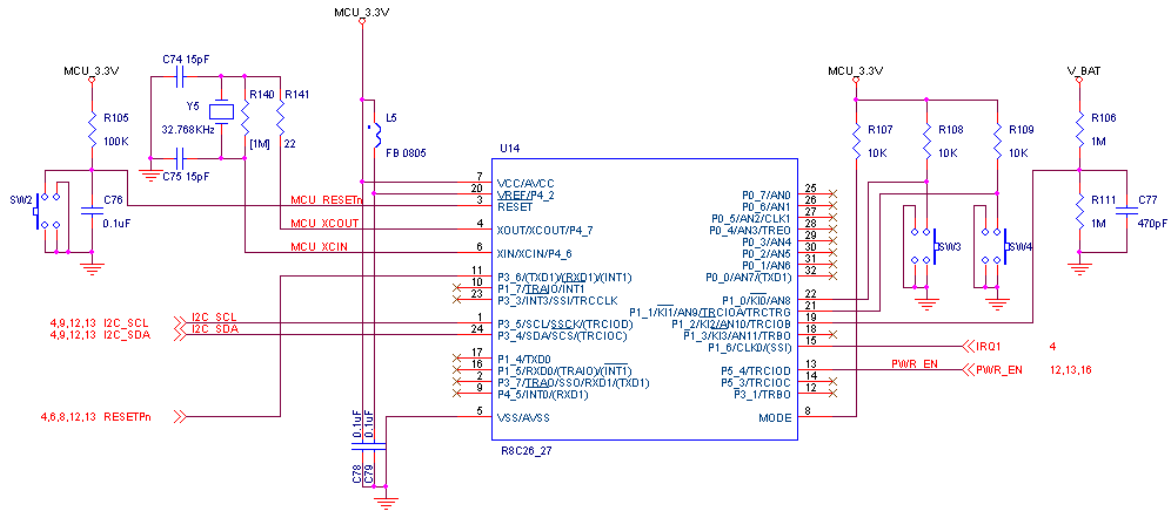 MCU_3.3V
MCU_3.3V
R105
100K
SW2
C76
0.1uF
C74 15pF
Y5
32.768KHz
C75 15pF
R140
[1M]
R141
22
L5
FB 0805
MCU_RESETn
MCU_XCOUT
MCU_XCIN
4,9,12,13 I2C_SCL
I2C_SCL
4,9,12,13 I2C_SDA
I2C_SDA
4,6,8,12,13 RESETPn
0.1uF
0.1uF
C78
C79
U14
7 VCC/AVCC
20 VREF/P4_2
3 RESET
4 XOUT/XCOUT/P4_7
6 XIN/XCIN/P4_6
11 P3_6/(TXD1)/(RXD1)/(INT1)
10 P1_7/TRAIO/INT1
23 P3_3/INT3/SSI/TRCCLK
1 P3_5/SCL/SSCK/(TRCIOD)
24 P3_4/SDA/SCS/(TRCIOC)
17 P1_4/TXD0
16 P1_5/RXD0/(TRAIO)/(INT1)
2 P3_7/TRAO/SSO/RXD1/(TXD1)
9 P4_5/INT0/(RXD1)
5 VSS/AVSS
P0_7/AN0 25
P0_6/AN1 26
P0_5/AN2/CLK1 27
P0_4/AN3/TREO 28
P0_3/AN4 29
P0_2/AN5 30
P0_1/AN6 31
P0_0/AN7/(TXD1) 32
P1_0/KI0/AN8 22
P1_1/KI1/AN9/TRCIOA/TRCTRG 21
P1_2/KI2/AN10/TRCIOB 19
P1_3/KI3/AN11/TRBO 18
P1_6/CLK0/(SSI) 15
P5_4/TRCIOD 13
P5_3/TRCIOC 14
P3_1/TRBO 12
MODE 8
R8C26_27
MCU_3.3V
R107
10K
R108
10K
R109
10K
SW3
SW4
V_BAT
R106
1M
R111
1M
C77
470pF
IRQ1 4
PWR_EN
PWR_EN 12,13,16